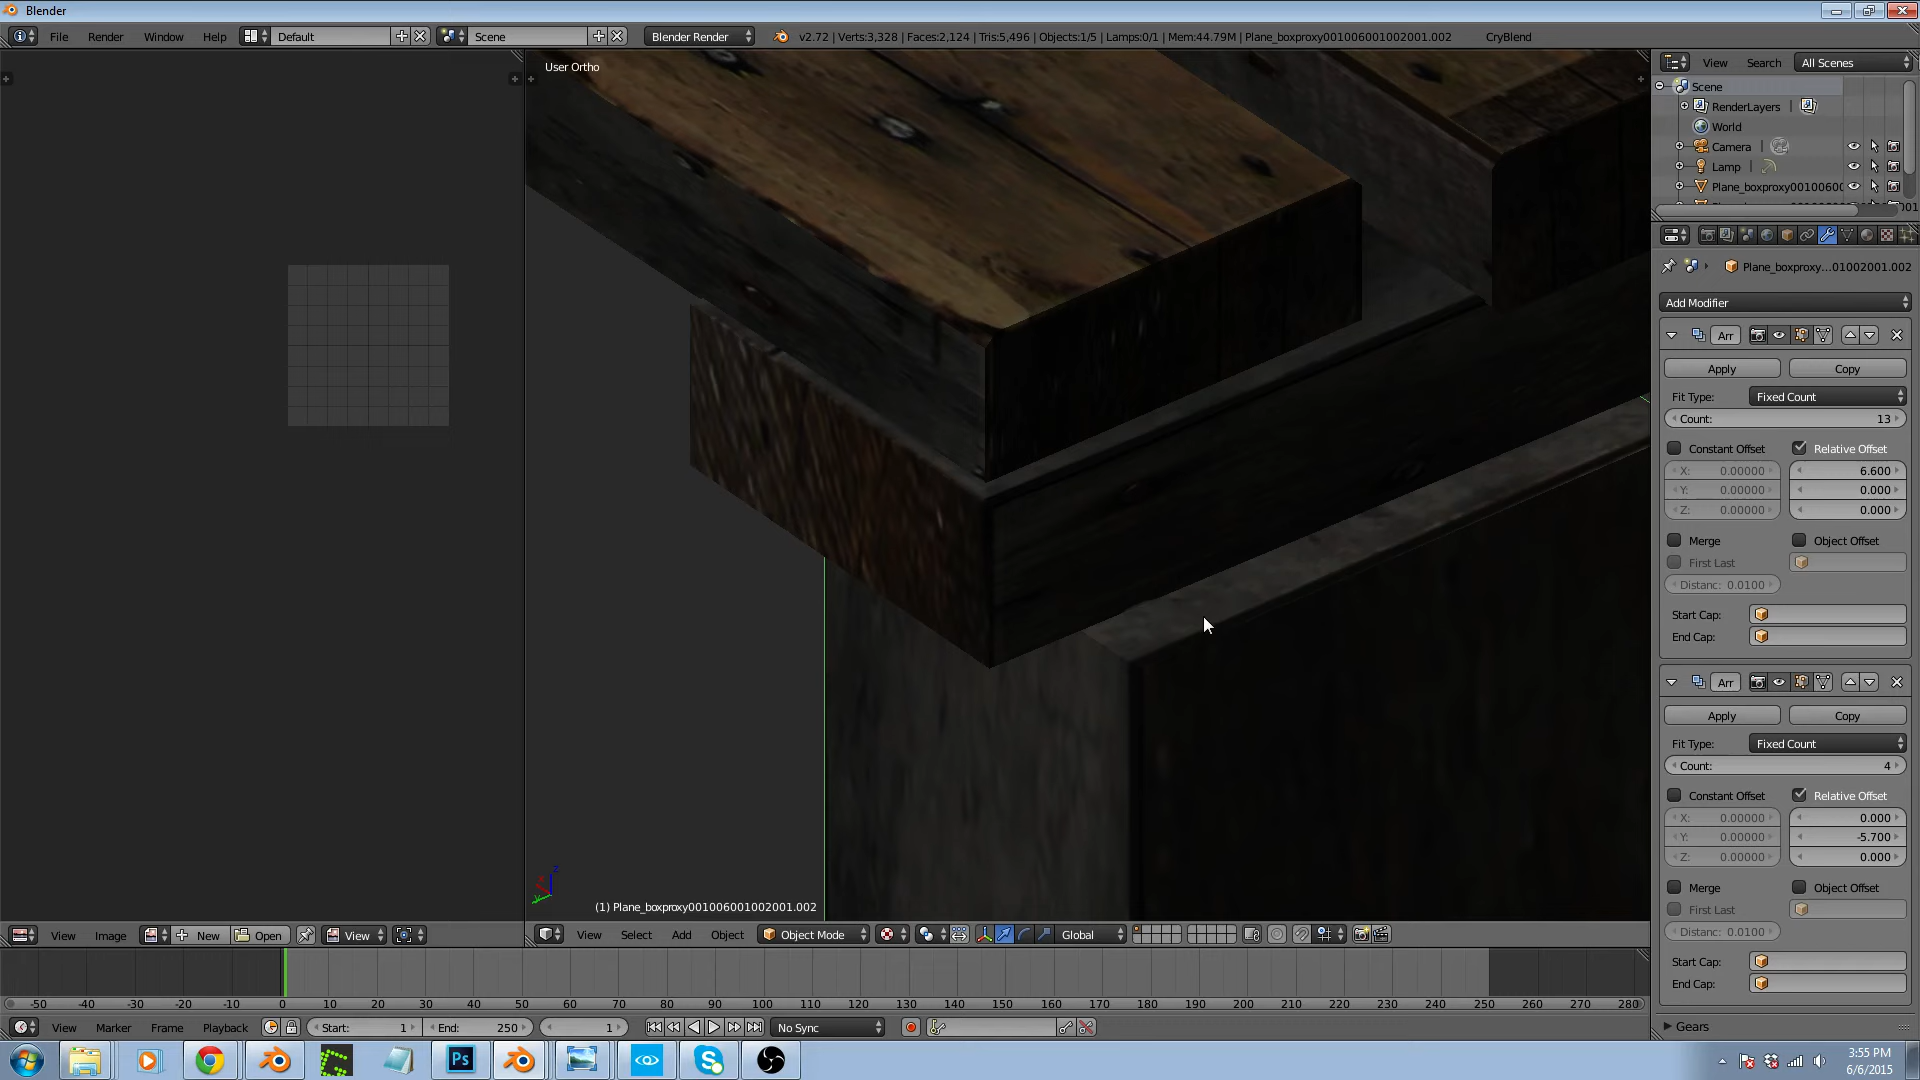 Blender
File Render Window Help Default Scene Blender Render v2.72 | Verts:3,328 | Faces:2,124 | Tris:5,496 | Objects:1/5 | Lamps:0/1 | Mem:44.79M | Plane_boxproxy001006001002001.002 CryBlend
User Ortho
View Search All Scenes
Scene
RenderLayers
World
Camera
Lamp
Plane_boxproxy00100600
Plane_boxproxy...01002001.002
Add Modifier
Arr
Apply Copy
Fit Type: Fixed Count
Count: 13
Constant Offset Relative Offset
X: 0.00000 6.600
Y: 0.00000 0.000
Z: 0.00000 0.000
Merge Object Offset
First Last
Distanc: 0.0100
Start Cap:
End Cap:
Arr
Apply Copy
Fit Type: Fixed Count
Count: 4
Constant Offset Relative Offset
X: 0.00000 0.000
Y: 0.00000 -5.700
Z: 0.00000 0.000
Merge Object Offset
First Last
Distanc: 0.0100
Start Cap:
End Cap:
Gears
(1) Plane_boxproxy001006001002001.002
View Image New Open View
View Select Add Object Object Mode Global
-50 -40 -30 -20 -10 0 10 20 30 40 50 60 70 80 90 100 110 120 130 140 150 160 170 180 190 200 210 220 230 240 250 260 270 280
View Marker Frame Playback Start: 1 End: 250 1 No Sync
Ps
3:55 PM
6/6/2015